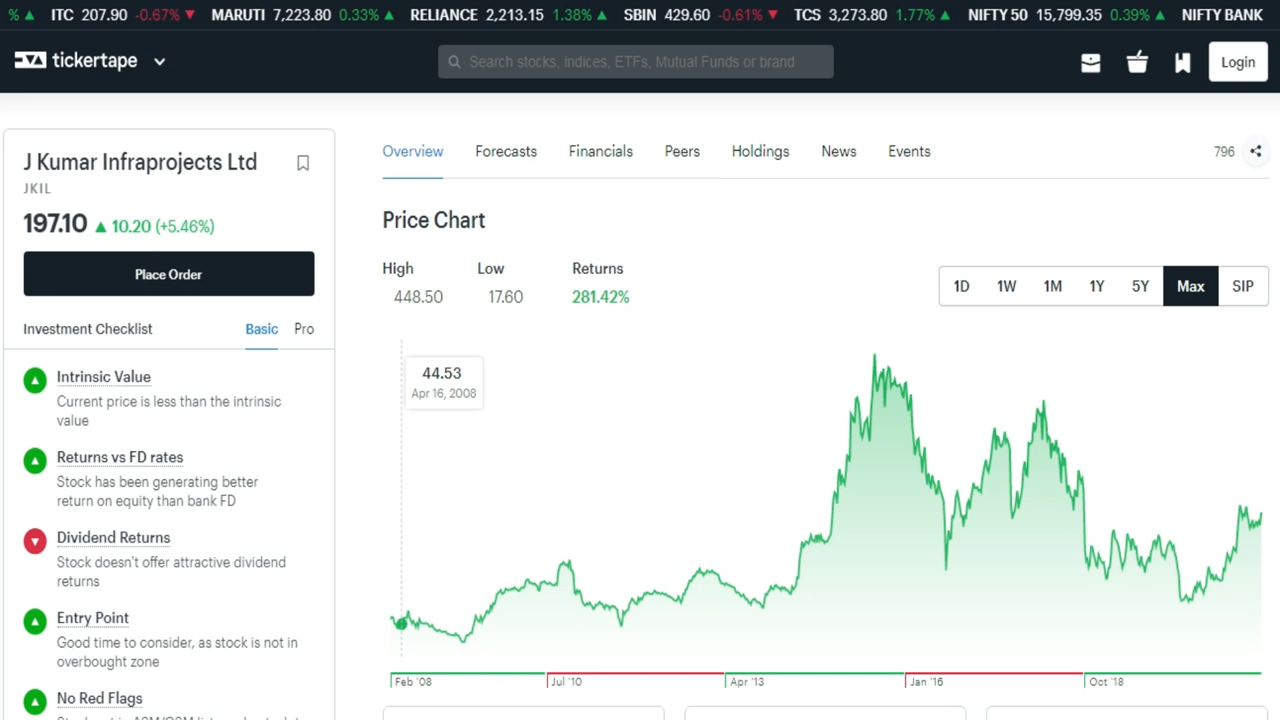 % ▲ ITC 207.90 -0.67% ▼ MARUTI 7,223.80 0.33% ▲ RELIANCE 2,213.15 1.38% ▲ SBIN 429.60 -0.61% ▼ TCS 3,273.80 1.77% ▲ NIFTY 50 15,799.35 0.39% ▲ NIFTY BANK
tickertape
Search stocks, indices, ETFs, Mutual Funds or brand
Login
J Kumar Infraprojects Ltd
JKIL
197.10 ▲ 10.20 (+5.46%)
Place Order
Investment Checklist Basic Pro
Intrinsic Value
Current price is less than the intrinsic
value
Returns vs FD rates
Stock has been generating better
return on equity than bank FD
Dividend Returns
Stock doesn't offer attractive dividend
returns
Entry Point
Good time to consider, as stock is not in
overbought zone
No Red Flags
Overview Forecasts Financials Peers Holdings News Events 796
Price Chart
High Low Returns
448.50 17.60 281.42%
1D 1W 1M 1Y 5Y Max SIP
44.53
Apr 16, 2008
Feb '08 Jul '10 Apr '13 Jan '16 Oct '18